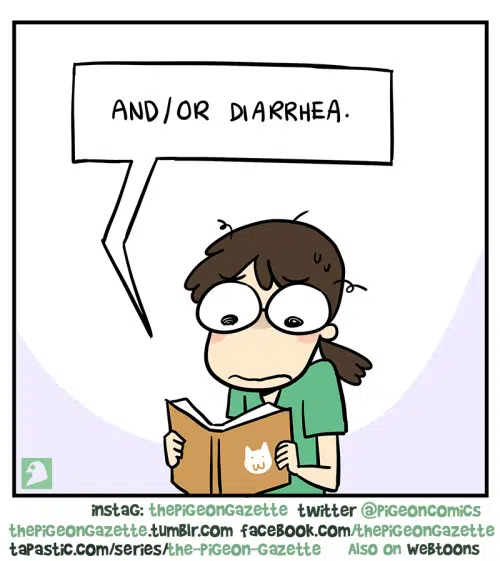 AND/OR DIARRHEA.
instag: thepigeongazette twitter @pigeoncomics
thepigeongazette.tumblr.com facebook.com/thepigeongazette
tapastic.com/series/the-pigeon-gazette Also on webtoons